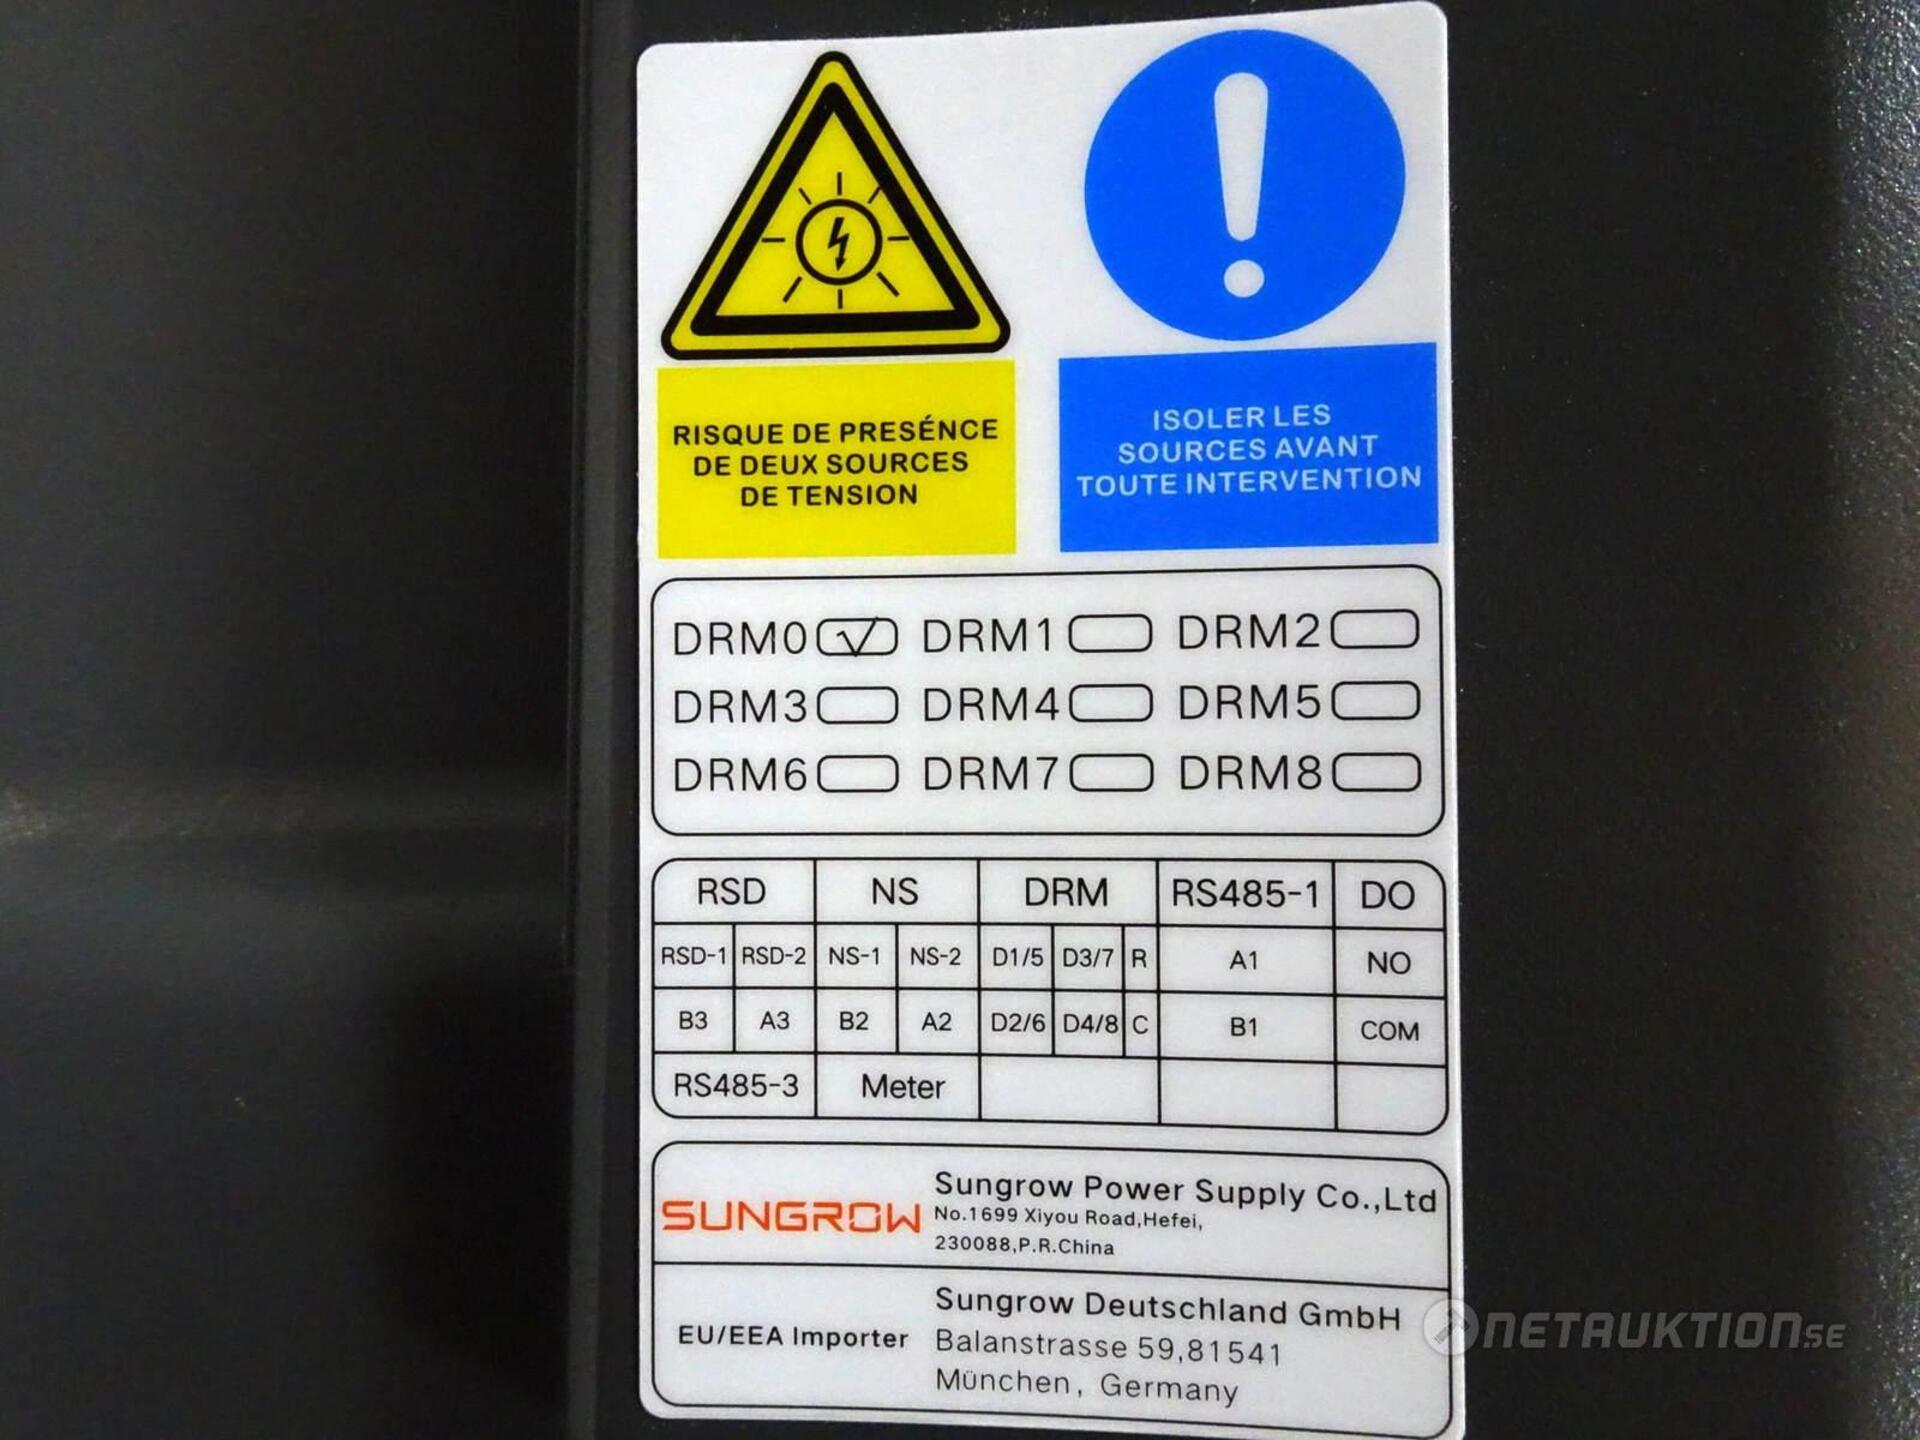 RISQUE DE PRESÉNCE
DE DEUX SOURCES
DE TENSION
ISOLER LES
SOURCES AVANT
TOUTE INTERVENTION
DRM0 DRM1 DRM2
DRM3 DRM4 DRM5
DRM6 DRM7 DRM8
RSD NS DRM RS485-1 DO
RSD-1 RSD-2 NS-1 NS-2 D1/5 D3/7 R A1 NO
B3 A3 B2 A2 D2/6 D4/8 C B1 COM
RS485-3 Meter
SUNGROW
Sungrow Power Supply Co.,Ltd
No.1699 Xiyou Road,Hefei,
230088,P.R.China
EU/EEA Importer
Sungrow Deutschland GmbH
Balanstrasse 59,81541
München, Germany
NETAUKTION.SE